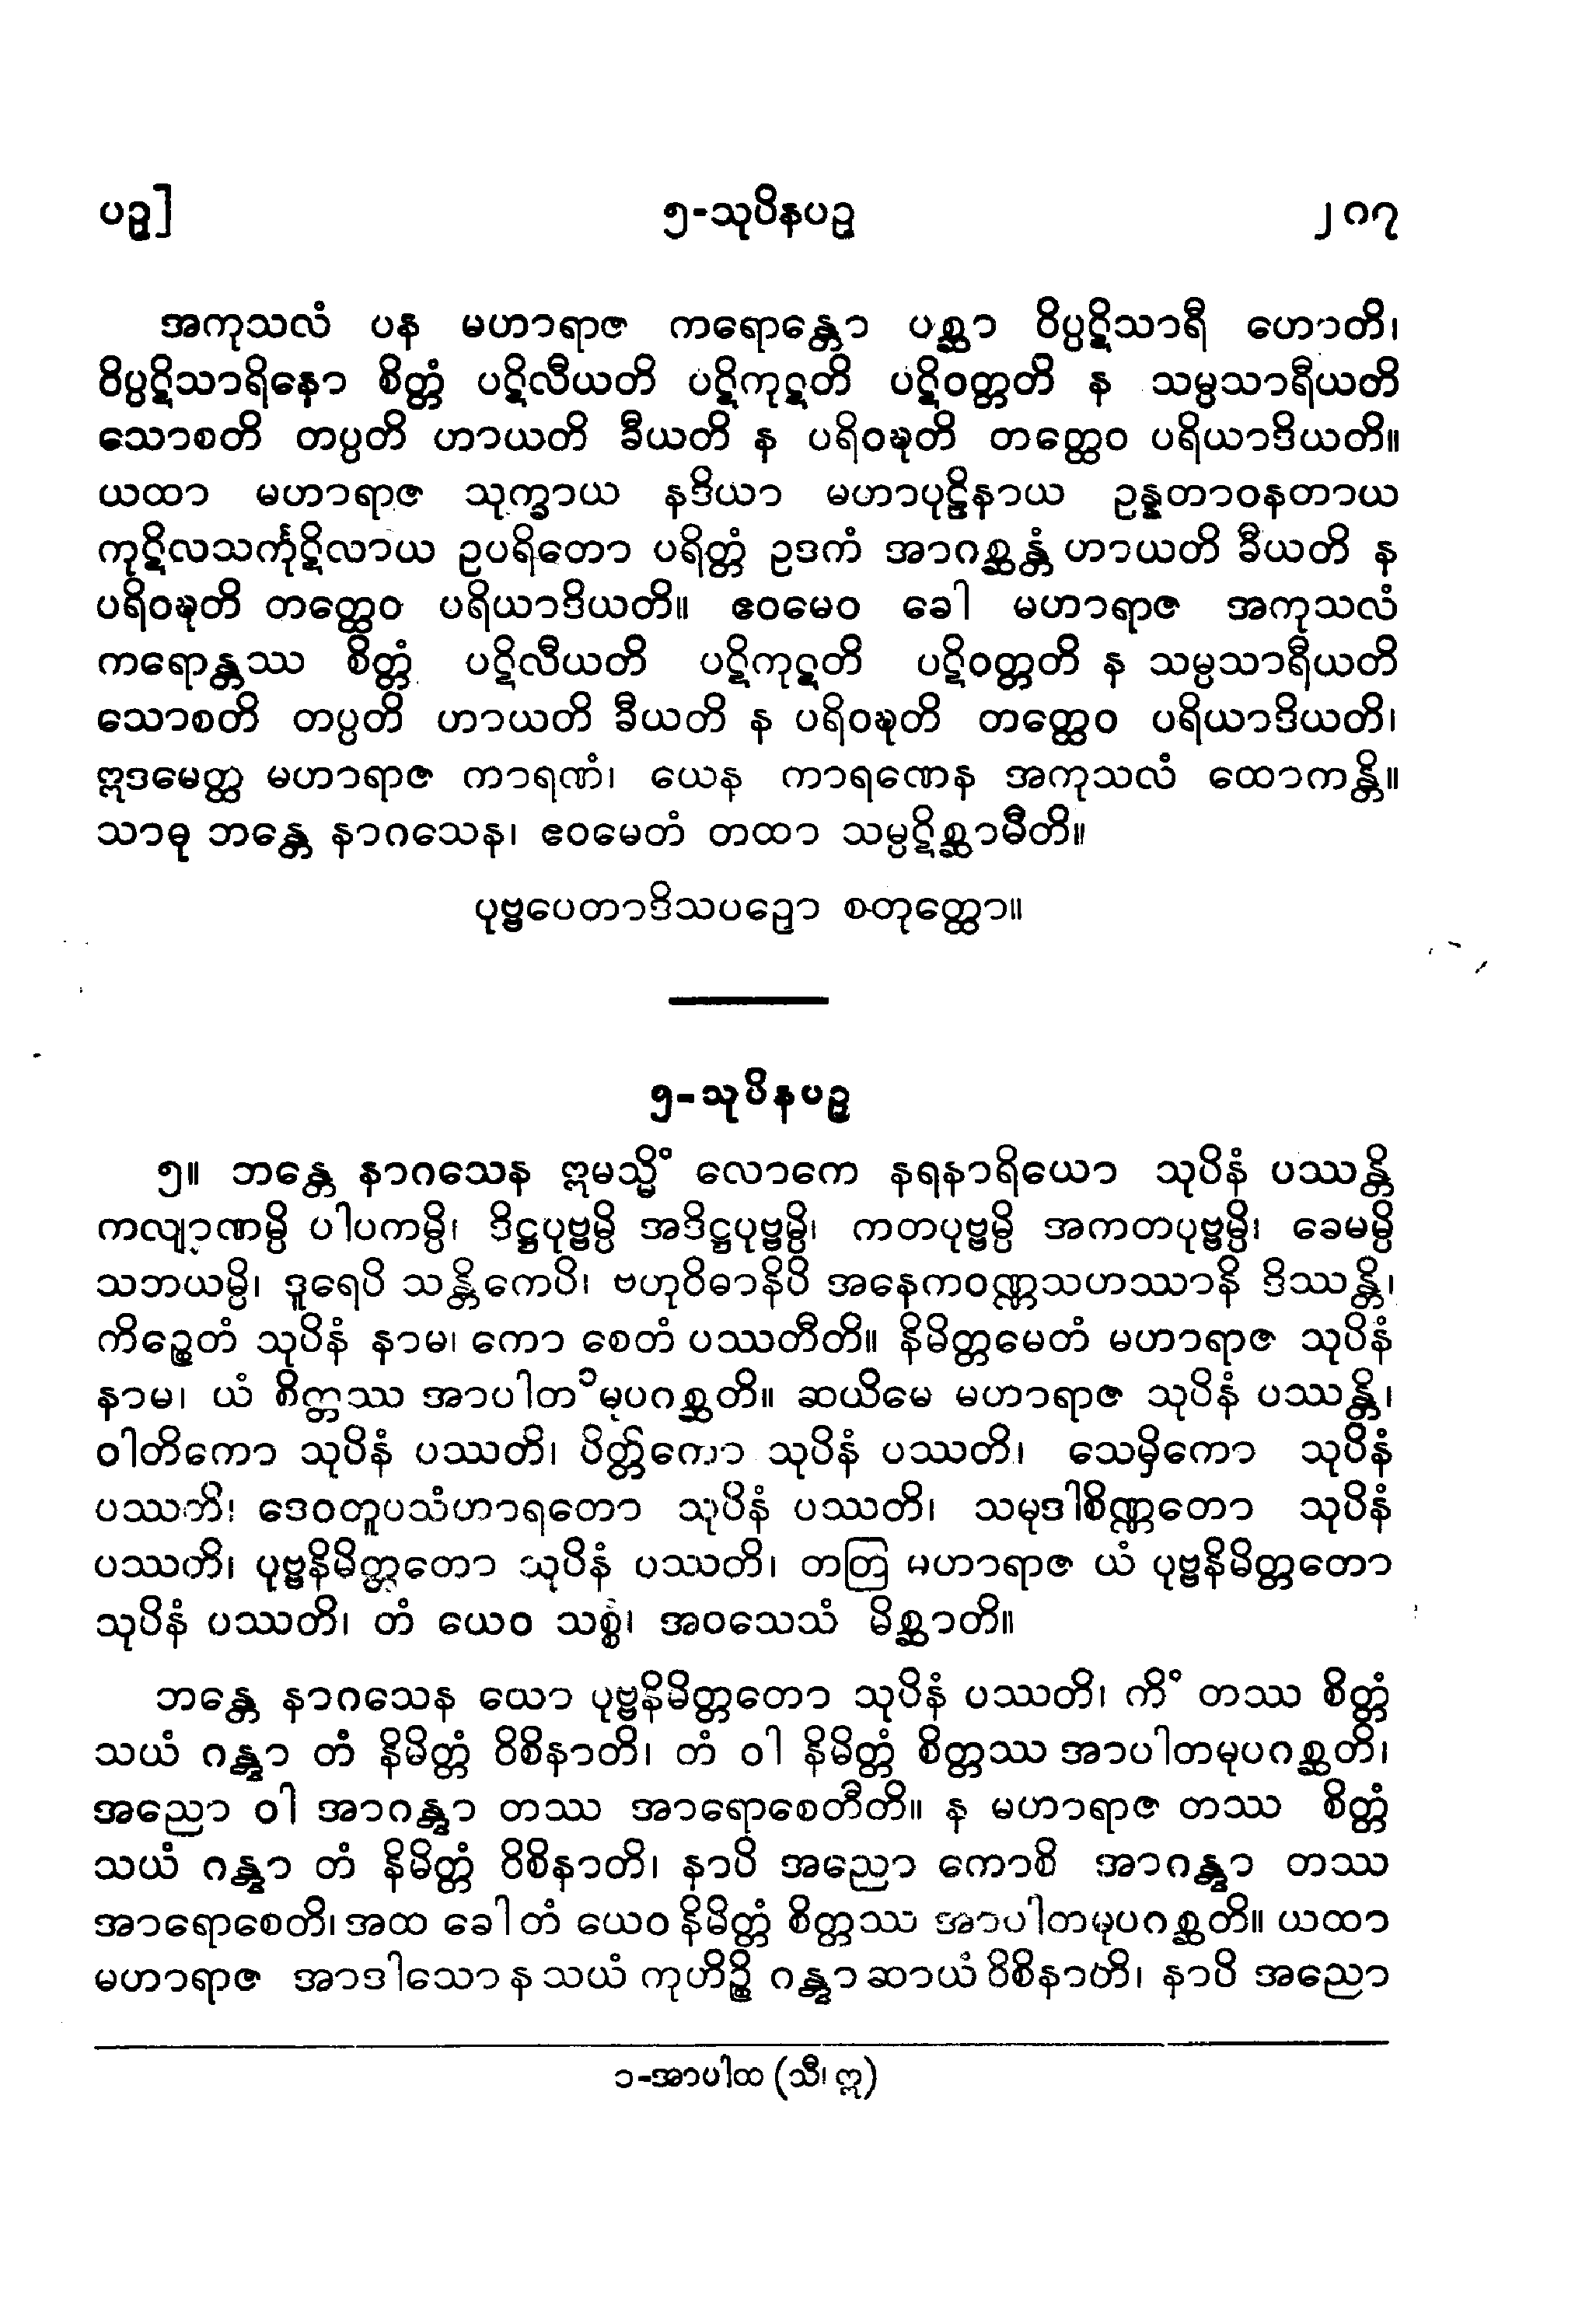 ပဉှ]
၅-သုပိနပဉှ
၂၈၇
အကုသလံ ပန မဟာရာဇ ကရောန္တော ပစ္ဆာ ဝိပ္ပဋိသာရီ ဟောတိ၊
ဝိပ္ပဋိသာရိနော စိတ္တံ ပဋိလီယတိ ပဋိကုဋတိ ပဋိဝတ္တတိ န သမ္ပသာရီယတိ
သောစတိ တပ္ပတိ ဟာယတိ ခီယတိ န ပရိဝဍ္ဎတိ တတ္ထေဝ ပရိယာဒိယတိ။
ယထာ မဟာရာဇ သုက္ခာယ နဒိယာ မဟာပုဠိနာယ ဥန္နတာဝနတာယ
ကုဋိလသင်္ကုဋိလာယ ဥပရိတော ပရိတ္တံ ဥဒကံ အာဂစ္ဆန္တံ ဟာယတိ ခီယတိ န
ပရိဝဍ္ဎတိ တတ္ထေဝ ပရိယာဒိယတိ။ ဧဝမေဝ ခေါ မဟာရာဇ အကုသလံ
ကရောန္တဿ စိတ္တံ ပဋိလီယတိ ပဋိကုဋတိ ပဋိဝတ္တတိ န သမ္ပသာရီယတိ
သောစတိ တပ္ပတိ ဟာယတိ ခီယတိ န ပရိဝဍ္ဎတိ တတ္ထေဝ ပရိယာဒိယတိ၊
ဣဒမေတ္ထ မဟာရာဇ ကာရဏံ၊ ယေန ကာရဏေန အကုသလံ ထောကန္တိ။
သာဓု ဘန္တေ နာဂသေန၊ ဧဝမေတံ တထာ သမ္ပဋိစ္ဆာမီတိ။
ပုဗ္ဗပေတာဒိသပဉှော စတုတ္ထော။
၅-သုပိနပဉှ
၅။ ဘန္တေ နာဂသေန ဣမသ္မိံ လောကေ နရနာရိယော သုပိနံ ပဿန္တိ
ကလျာဏမ္ပိ ပါပကမ္ပိ၊ ဒိဋ္ဌပုဗ္ဗမ္ပိ အဒိဋ္ဌပုဗ္ဗမ္ပိ၊ ကတပုဗ္ဗမ္ပိ အကတပုဗ္ဗမ္ပိ၊ ခေမမ္ပိ
သဘယမ္ပိ၊ ဒူရေပိ သန္တိကေပိ၊ ဗဟုဝိဓာနိပိ အနေကဝဏ္ဏသဟဿာနိ ဒိဿန္တိ၊
ကိဉ္စေတံ သုပိနံ နာမ၊ ကော စေတံ ပဿတီတိ။ နိမိတ္တမေတံ မဟာရာဇ သုပိနံ
နာမ၊ ယံ စိတ္တဿ အာပါတ ၁မုပဂစ္ဆတိ။ ဆယိမေ မဟာရာဇ သုပိနံ ပဿန္တိ၊
ဝါတိကော သုပိနံ ပဿတိ၊ ပိတ္တိကော သုပိနံ ပဿတိ၊ သေမှိကော သုပိနံ
ပဿတိ၊ ဒေဝတူပသံဟာရတော သုပိနံ ပဿတိ၊ သမုဒါစိဏ္ဏတော သုပိနံ
ပဿတိ၊ ပုဗ္ဗနိမိတ္တတော သုပိနံ ပဿတိ၊ တတြ မဟာရာဇ ယံ ပုဗ္ဗနိမိတ္တတော
သုပိနံ ပဿတိ၊ တံ ယေဝ သစ္စံ၊ အဝသေသံ မိစ္ဆာတိ။
ဘန္တေ နာဂသေန ယော ပုဗ္ဗနိမိတ္တတော သုပိနံ ပဿတိ၊ ကိံ တဿ စိတ္တံ
သယံ ဂန္တွာ တံ နိမိတ္တံ ဝိစိနာတိ၊ တံ ဝါ နိမိတ္တံ စိတ္တဿ အာပါတမုပဂစ္ဆတိ၊
အညော ဝါ အာဂန္တွာ တဿ အာရောစေတီတိ။ န မဟာရာဇ တဿ စိတ္တံ
သယံ ဂန္တွာ တံ နိမိတ္တံ ဝိစိနာတိ၊ နာပိ အညော ကောစိ အာဂန္တွာ တဿ
အာရောစေတိ၊ အထ ခေါ တံ ယေဝ နိမိတ္တံ စိတ္တဿ အာပါတမုပဂစ္ဆတိ။ ယထာ
မဟာရာဇ အာဒါသော န သယံ ကုဟိဉ္စိ ဂန္တွာ ဆာယံ ဝိစိနာတိ၊ နာပိ အညော
၁-အာပါထ (သီ၊ ဣ)